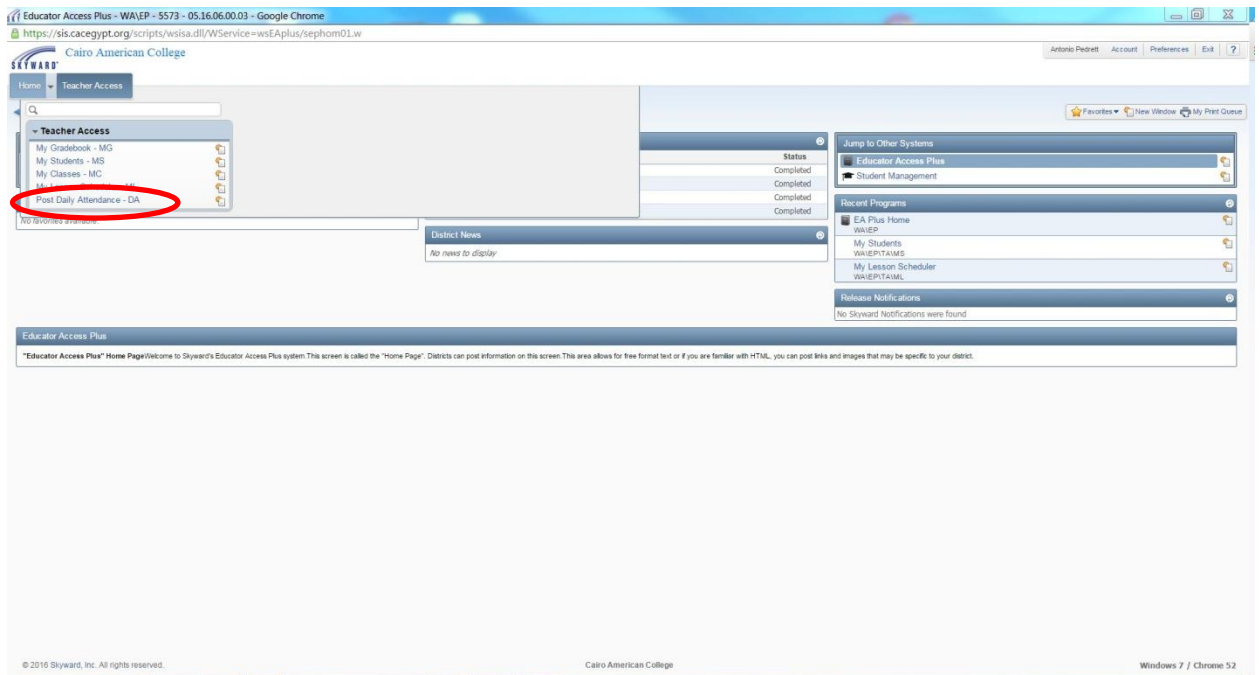 Educator Access Plus - WA\EP - 5573 - 05.16.06.00.03 - Google Chrome
https://sis.cacegypt.org/scripts/wsisa.dll/WService=wsEAplus/sephom01.w
SKYWARD
Cairo American College
Antonio Pedrett Account Preferences Exit ?
Home Teacher Access
Favorites New Window My Print Queue
Teacher Access
My Gradebook - MG
My Students - MS
My Classes - MC
Post Daily Attendance - DA
No favorites available
Status
Completed
Completed
Completed
Completed
District News
No news to display
Jump to Other Systems
Educator Access Plus
Student Management
Recent Programs
EA Plus Home
WA\EP
My Students
WA\EP\TA\MS
My Lesson Scheduler
WA\EP\TA\ML
Release Notifications
No Skyward Notifications were found
Educator Access Plus
"Educator Access Plus" Home PageWelcome to Skyward's Educator Access Plus system.This screen is called the "Home Page". Districts can post information on this screen.This area allows for free format text or if you are familiar with HTML, you can post links and images that may be specific to your district.
© 2016 Skyward, Inc. All rights reserved.
Cairo American College
Windows 7 / Chrome 52